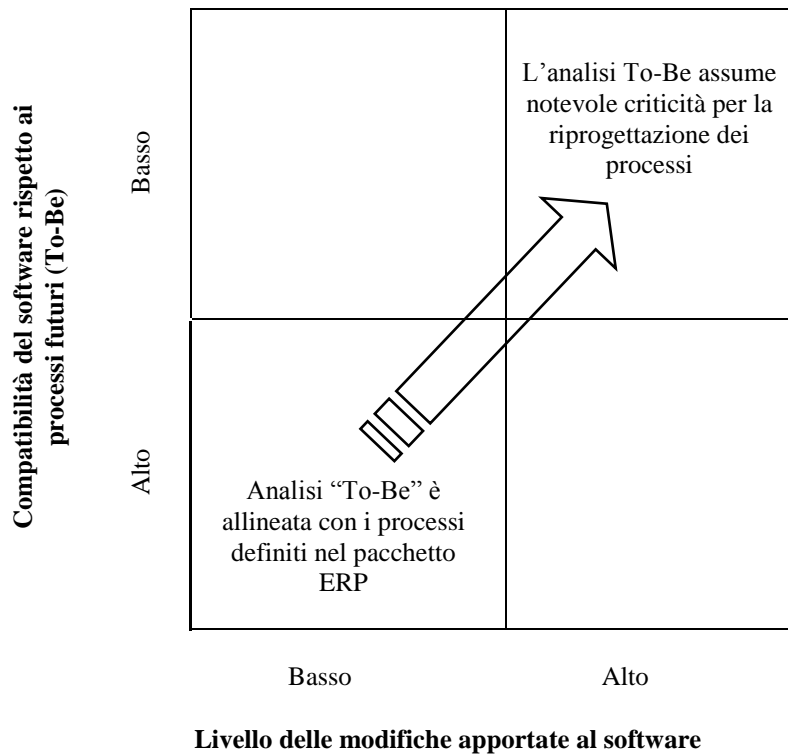 Compatibilità del software rispetto ai
processi futuri (To-Be)
Basso
L’analisi To-Be assume
notevole criticità per la
riprogettazione dei
processi
Alto
Analisi “To-Be” è
allineata con i processi
definiti nel pacchetto
ERP
Basso
Alto
Livello delle modifiche apportate al software